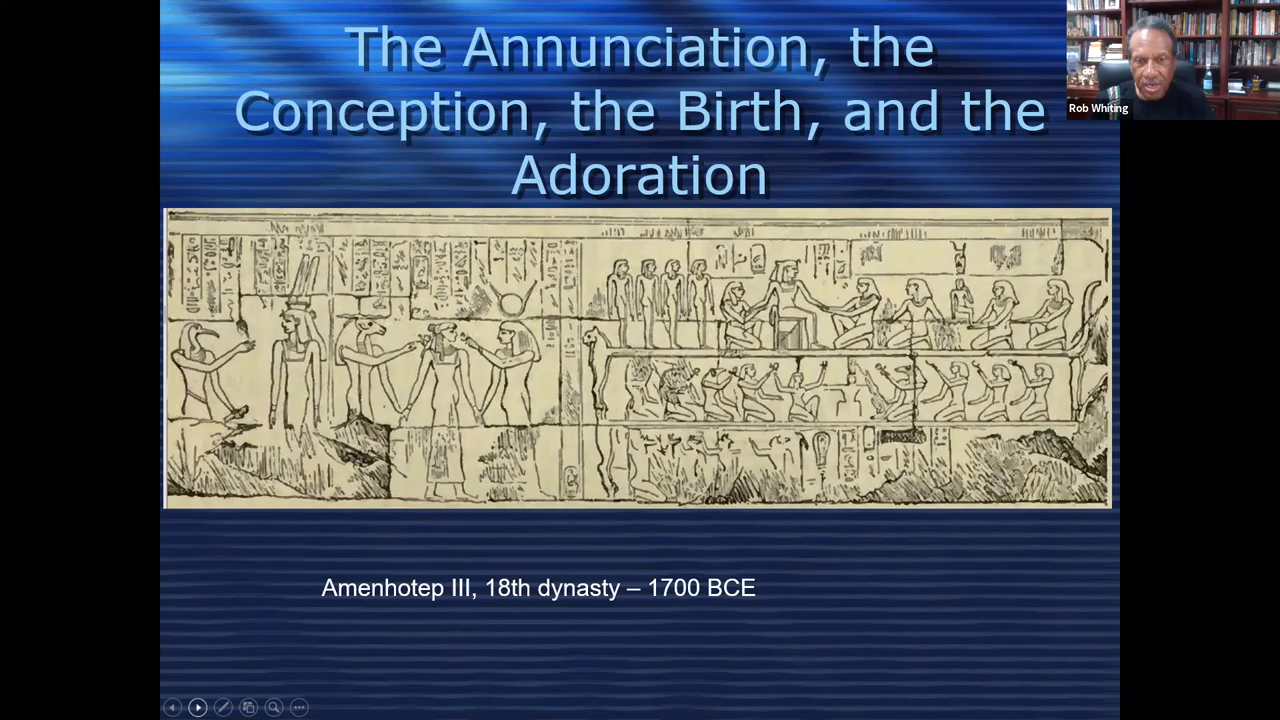 The Annunciation, the
Conception, the Birth, and the
Adoration
Rob Whiting
Amenhotep III, 18th dynasty – 1700 BCE